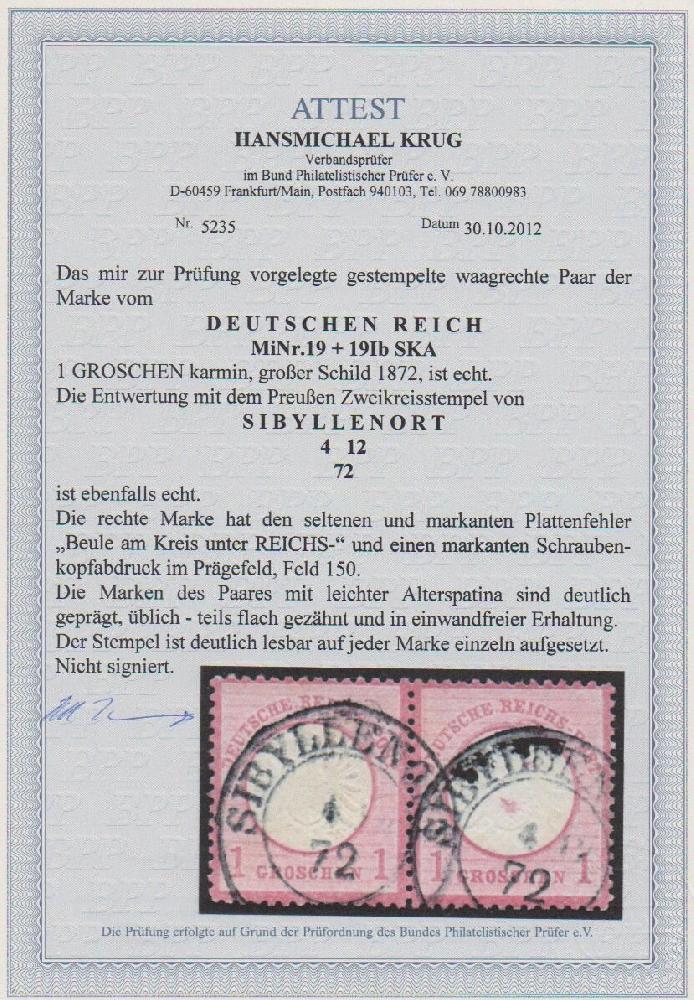 ATTEST
HANSMICHAEL KRUG
Verbandsprüfer
im Bund Philatelistischer Prüfer e. V.
D-60459 Frankfurt/Main, Postfach 940103, Tel. 069 78800983
Nr. 5235 Datum 30.10.2012
Das mir zur Prüfung vorgelegte gestempelte waagrechte Paar der
Marke vom
DEUTSCHEN REICH
MiNr.19 + 19Ib SKA
1 GROSCHEN karmin, großer Schild 1872, ist echt.
Die Entwertung mit dem Preußen Zweikreisstempel von
SIBYLLENORT
4 12
72
ist ebenfalls echt.
Die rechte Marke hat den seltenen und markanten Plattenfehler
„Beule am Kreis unter REICHS-“ und einen markanten Schrauben-
kopfabdruck im Prägefeld, Feld 150.
Die Marken des Paares mit leichter Alterspatina sind deutlich
geprägt, üblich - teils flach gezähnt und in einwandfreier Erhaltung.
Der Stempel ist deutlich lesbar auf jeder Marke einzeln aufgesetzt.
Nicht signiert.
DEUTSCHE
SIBYLLEN
4
72
1 GROSCHEN 1
DEUTSCHE REICHS
4
72
1 GROSCHEN 1
Die Prüfung erfolgte auf Grund der Prüfordnung des Bundes Philatelistischer Prüfer e.V.